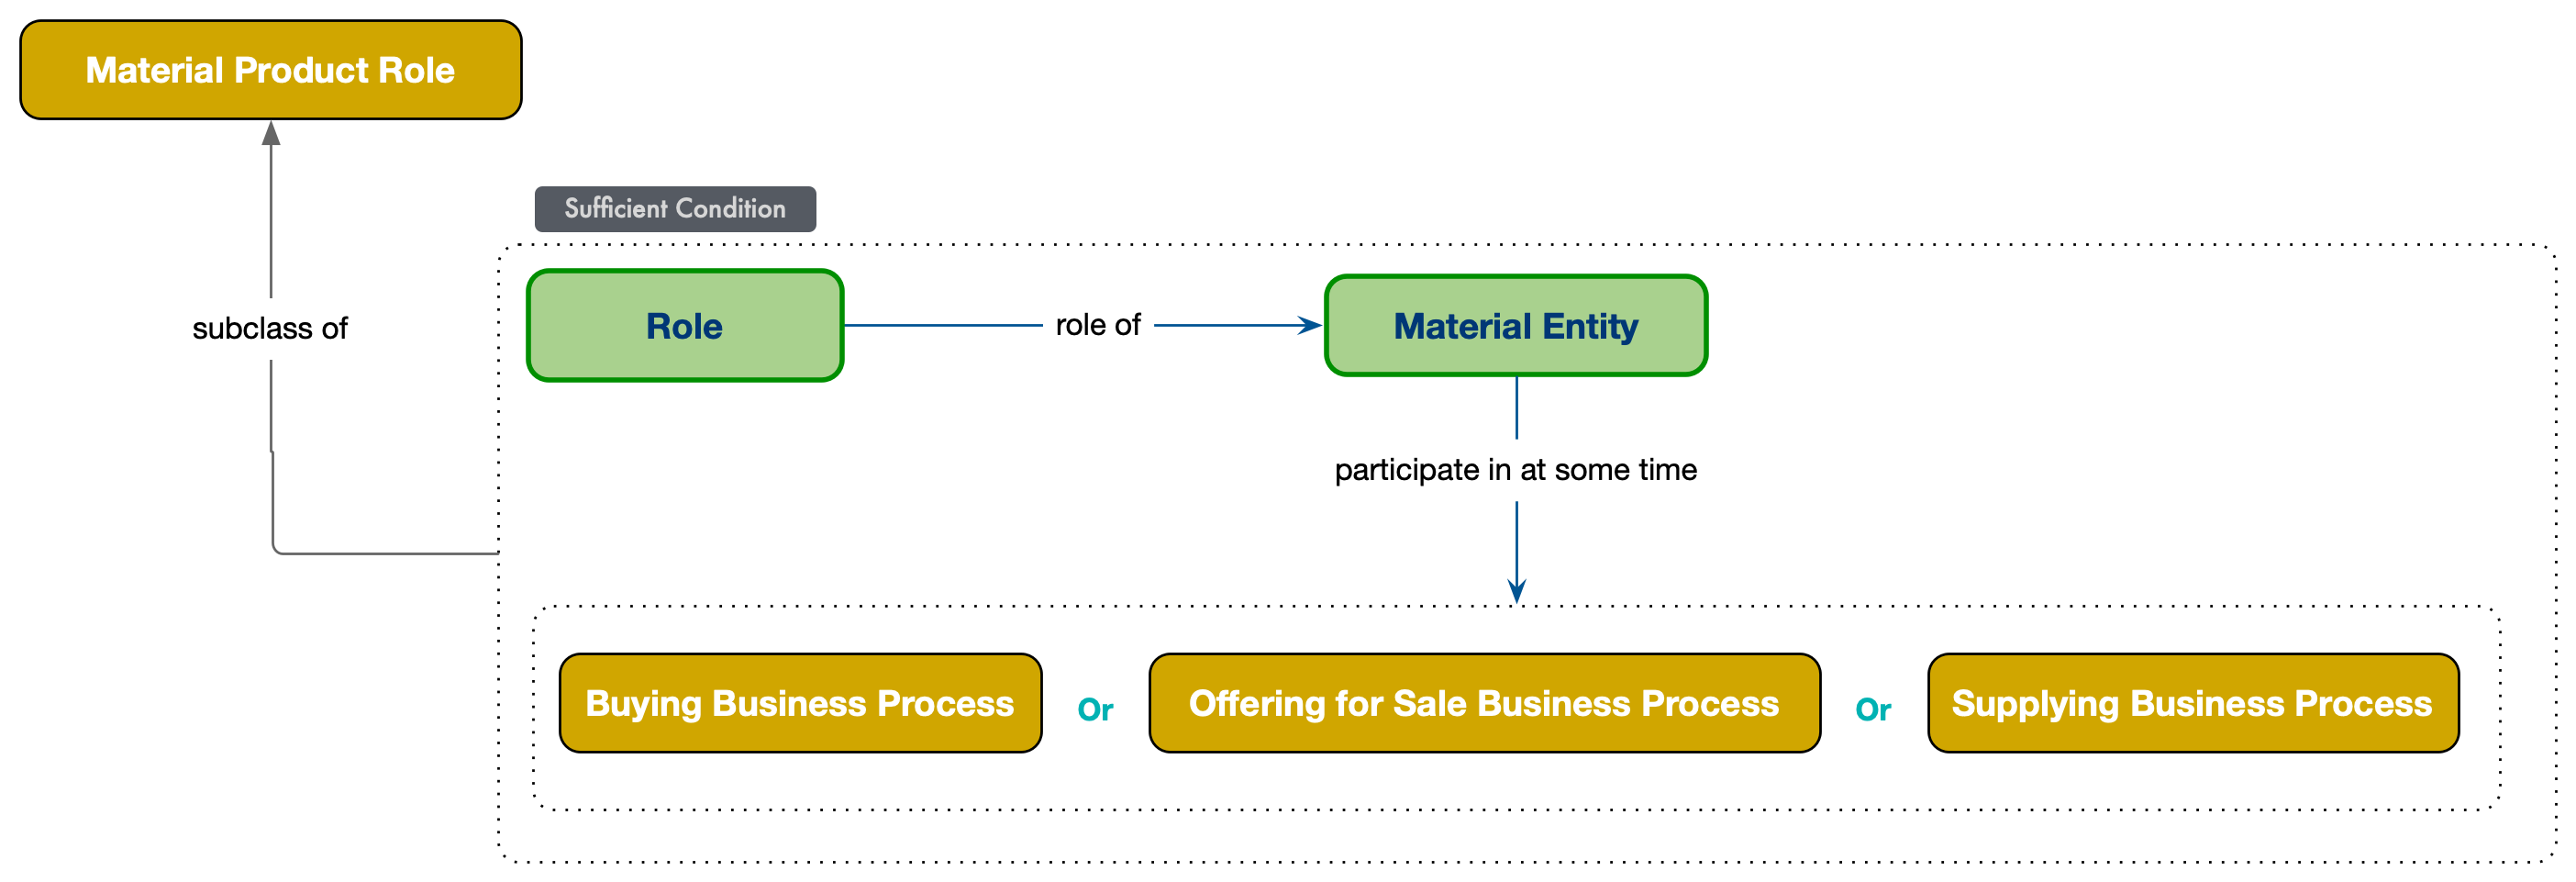 Material Product Role
Sufficient Condition
Role
role of
Material Entity
subclass of
participate in at some time
Buying Business Process
Or
Offering for Sale Business Process
Or
Supplying Business Process